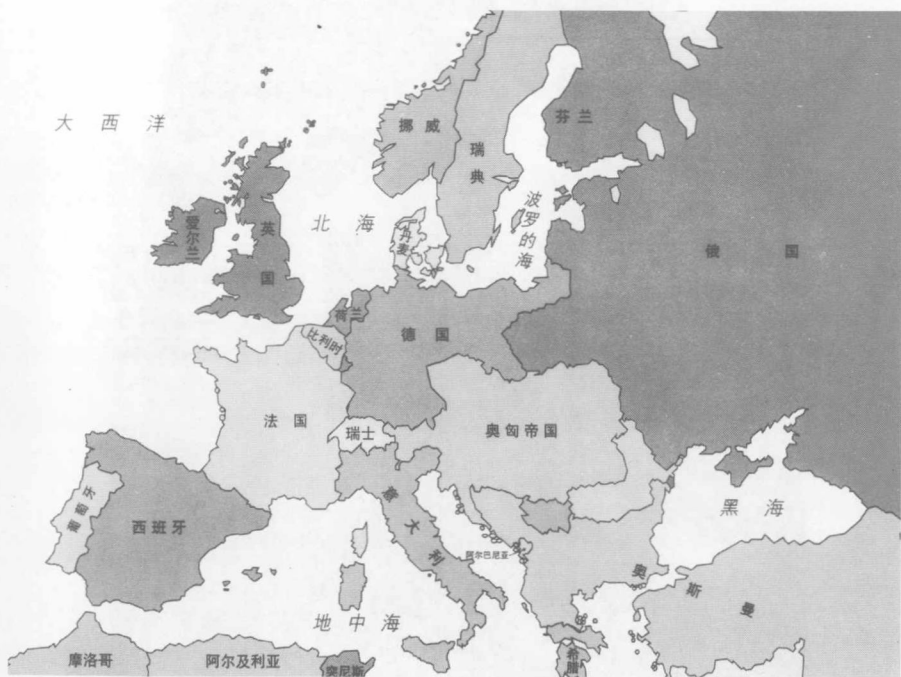 大西洋
挪威
瑞典
芬兰
波罗的海
北海
丹麦
爱尔兰
英国
俄国
荷兰
比利时
德国
法国
瑞士
奥匈帝国
葡萄牙
西班牙
意大利
黑海
阿尔巴尼亚
奥斯曼
地中海
摩洛哥
阿尔及利亚
突尼斯
希腊